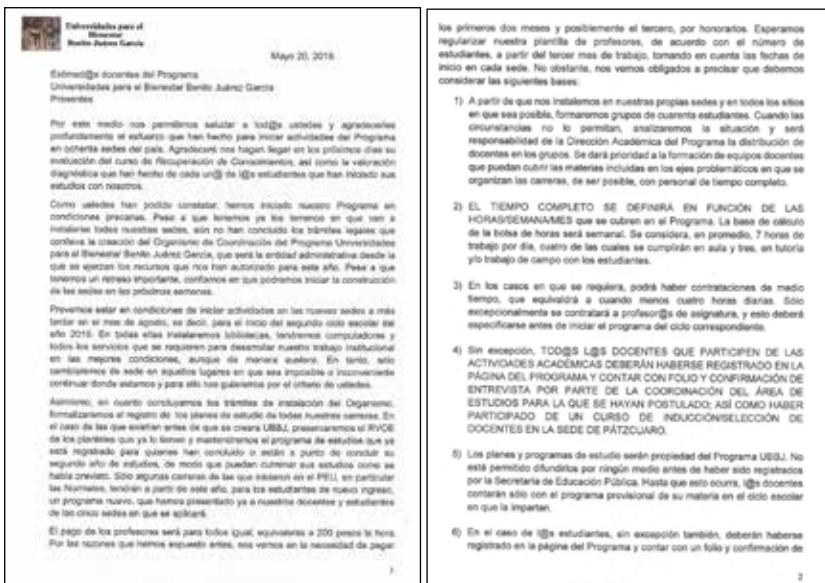 Universidades para el
Bienestar
Benito Juárez García
Mayo 20, 2019
Estimad@s docentes del Programa
Universidades para el Bienestar Benito Juárez García
Presentes
Por este medio nos permitimos saludar a tod@s ustedes y agradecerles
profundamente el esfuerzo que han hecho para iniciar actividades del Programa
en ochenta sedes del país. Agradeceré nos hagan llegar en los próximos días su
evaluación del curso de Recuperación de Conocimientos, así como la valoración
diagnóstica que han hecho de cada un@ de l@s estudiantes que han iniciado sus
estudios con nosotros.
Como ustedes han podido constatar, hemos iniciado nuestro Programa en
condiciones precarias. Pese a que tenemos ya los terrenos en que van a
instalarse todas nuestras sedes, aún no han concluido los trámites legales que
conlleva la creación del Organismo de Coordinación del Programa Universidades
para el Bienestar Benito Juárez García, que será la entidad administrativa desde la
que se ejerzan los recursos que nos han autorizado para este año. Pese a que
tenemos un retraso importante, confiamos en que podremos iniciar la construcción
de las sedes en las próximas semanas.
Prevemos estar en condiciones de iniciar actividades en las nuevas sedes a más
tardar en el mes de agosto, es decir, para el inicio del segundo ciclo escolar del
año 2019. En todas ellas instalaremos bibliotecas, tendremos computadoras y
todos los servicios que se requieren para desarrollar nuestro trabajo institucional
en las mejores condiciones, aunque de manera austera. En tanto, sólo
cambiaremos de sede en aquellos lugares en que sea imposible o inconveniente
continuar donde estamos y para ello nos guiaremos por el criterio de ustedes.
Asimismo, en cuanto concluyamos los trámites de instalación del Organismo,
formalizaremos el registro de los planes de estudio de todas nuestras carreras. En
el caso de las que existían antes de que se creara UBBJ, preservaremos el RVOE
de los planteles que ya lo tienen y mantendremos el programa de estudios que ya
está registrado para quienes han concluido o están a punto de concluir su
segundo año de estudios, de modo que puedan culminar sus estudios como se
había previsto. Sólo algunas carreras de las que iniciaron en el PEU, en particular
las Normales, tendrán a partir de este año, para los estudiantes de nuevo ingreso,
un programa nuevo, que hemos presentado ya a nuestros docentes y estudiantes
de las cinco sedes en que se aplicará.
El pago de los profesores será para todos igual, equivalente a 200 pesos la hora.
Por las razones que hemos expuesto antes, nos vemos en la necesidad de pagar
1
los primeros dos meses y posiblemente el tercero, por honorarios. Esperamos
regularizar nuestra plantilla de profesores, de acuerdo con el número de
estudiantes, a partir del tercer mes de trabajo, tomando en cuenta las fechas de
inicio en cada sede. No obstante, nos vemos obligados a precisar que debemos
considerar las siguientes bases:
1) A partir de que nos instalemos en nuestras propias sedes y en todos los sitios
en que sea posible, formaremos grupos de cuarenta estudiantes. Cuando las
circunstancias no lo permitan, analizaremos la situación y será
responsabilidad de la Dirección Académica del Programa la distribución de
docentes en los grupos. Se dará prioridad a la formación de equipos docentes
que puedan cubrir las materias incluidas en los ejes problemáticos en que se
organizan las carreras, de ser posible, con personal de tiempo completo.
2) EL TIEMPO COMPLETO SE DEFINIRÁ EN FUNCIÓN DE LAS
HORAS/SEMANA/MES que se cubren en el Programa. La base de cálculo
de la bolsa de horas será semanal. Se considera, en promedio, 7 horas de
trabajo por día, cuatro de las cuales se cumplirán en aula y tres, en tutoría
y/o trabajo de campo con los estudiantes.
3) En los casos en que se requiera, podrá haber contrataciones de medio
tiempo, que equivaldrá a cuando menos cuatro horas diarias. Sólo
excepcionalmente se contratará a profesor@s de asignatura, y esto deberá
especificarse antes de iniciar el programa del ciclo correspondiente.
4) Sin excepción, TOD@S L@S DOCENTES QUE PARTICIPEN DE LAS
ACTIVIDADES ACADÉMICAS DEBERÁN HABERSE REGISTRADO EN LA
PÁGINA DEL PROGRAMA Y CONTAR CON FOLIO Y CONFIRMACIÓN DE
ENTREVISTA POR PARTE DE LA COORDINACIÓN DEL ÁREA DE
ESTUDIOS PARA LA QUE SE HAYAN POSTULADO; ASÍ COMO HABER
PARTICIPADO DE UN CURSO DE INDUCCIÓN/SELECCIÓN DE
DOCENTES EN LA SEDE DE PÁTZCUARO.
5) Los planes y programas de estudio serán propiedad del Programa UBBJ. No
está permitido difundirlos por ningún medio antes de haber sido registrados
por la Secretaría de Educación Pública. Hasta que esto ocurra, l@s docentes
contarán sólo con el programa provisional de su materia en el ciclo escolar
en que la impartan.
6) En el caso de l@s estudiantes, sin excepción también, deberán haberse
registrado en la página del Programa y contar con un folio y confirmación de
2